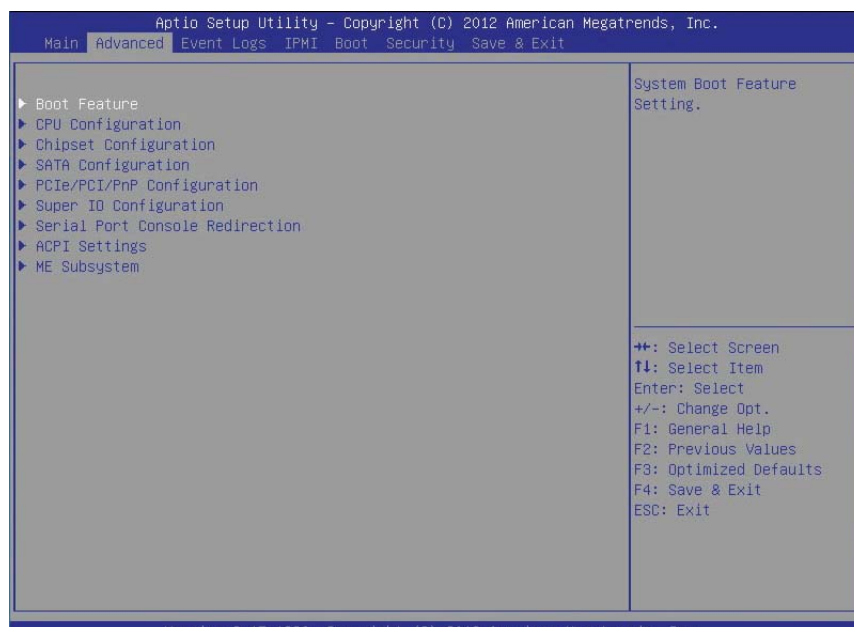 Aptio Setup Utility – Copyright (C) 2012 American Megatrends, Inc.
Main Advanced Event Logs IPMI Boot Security Save & Exit
Boot Feature
CPU Configuration
Chipset Configuration
SATA Configuration
PCIe/PCI/PnP Configuration
Super IO Configuration
Serial Port Console Redirection
ACPI Settings
ME Subsystem
System Boot Feature
Setting.
→←: Select Screen
↑↓: Select Item
Enter: Select
+/-: Change Opt.
F1: General Help
F2: Previous Values
F3: Optimized Defaults
F4: Save & Exit
ESC: Exit